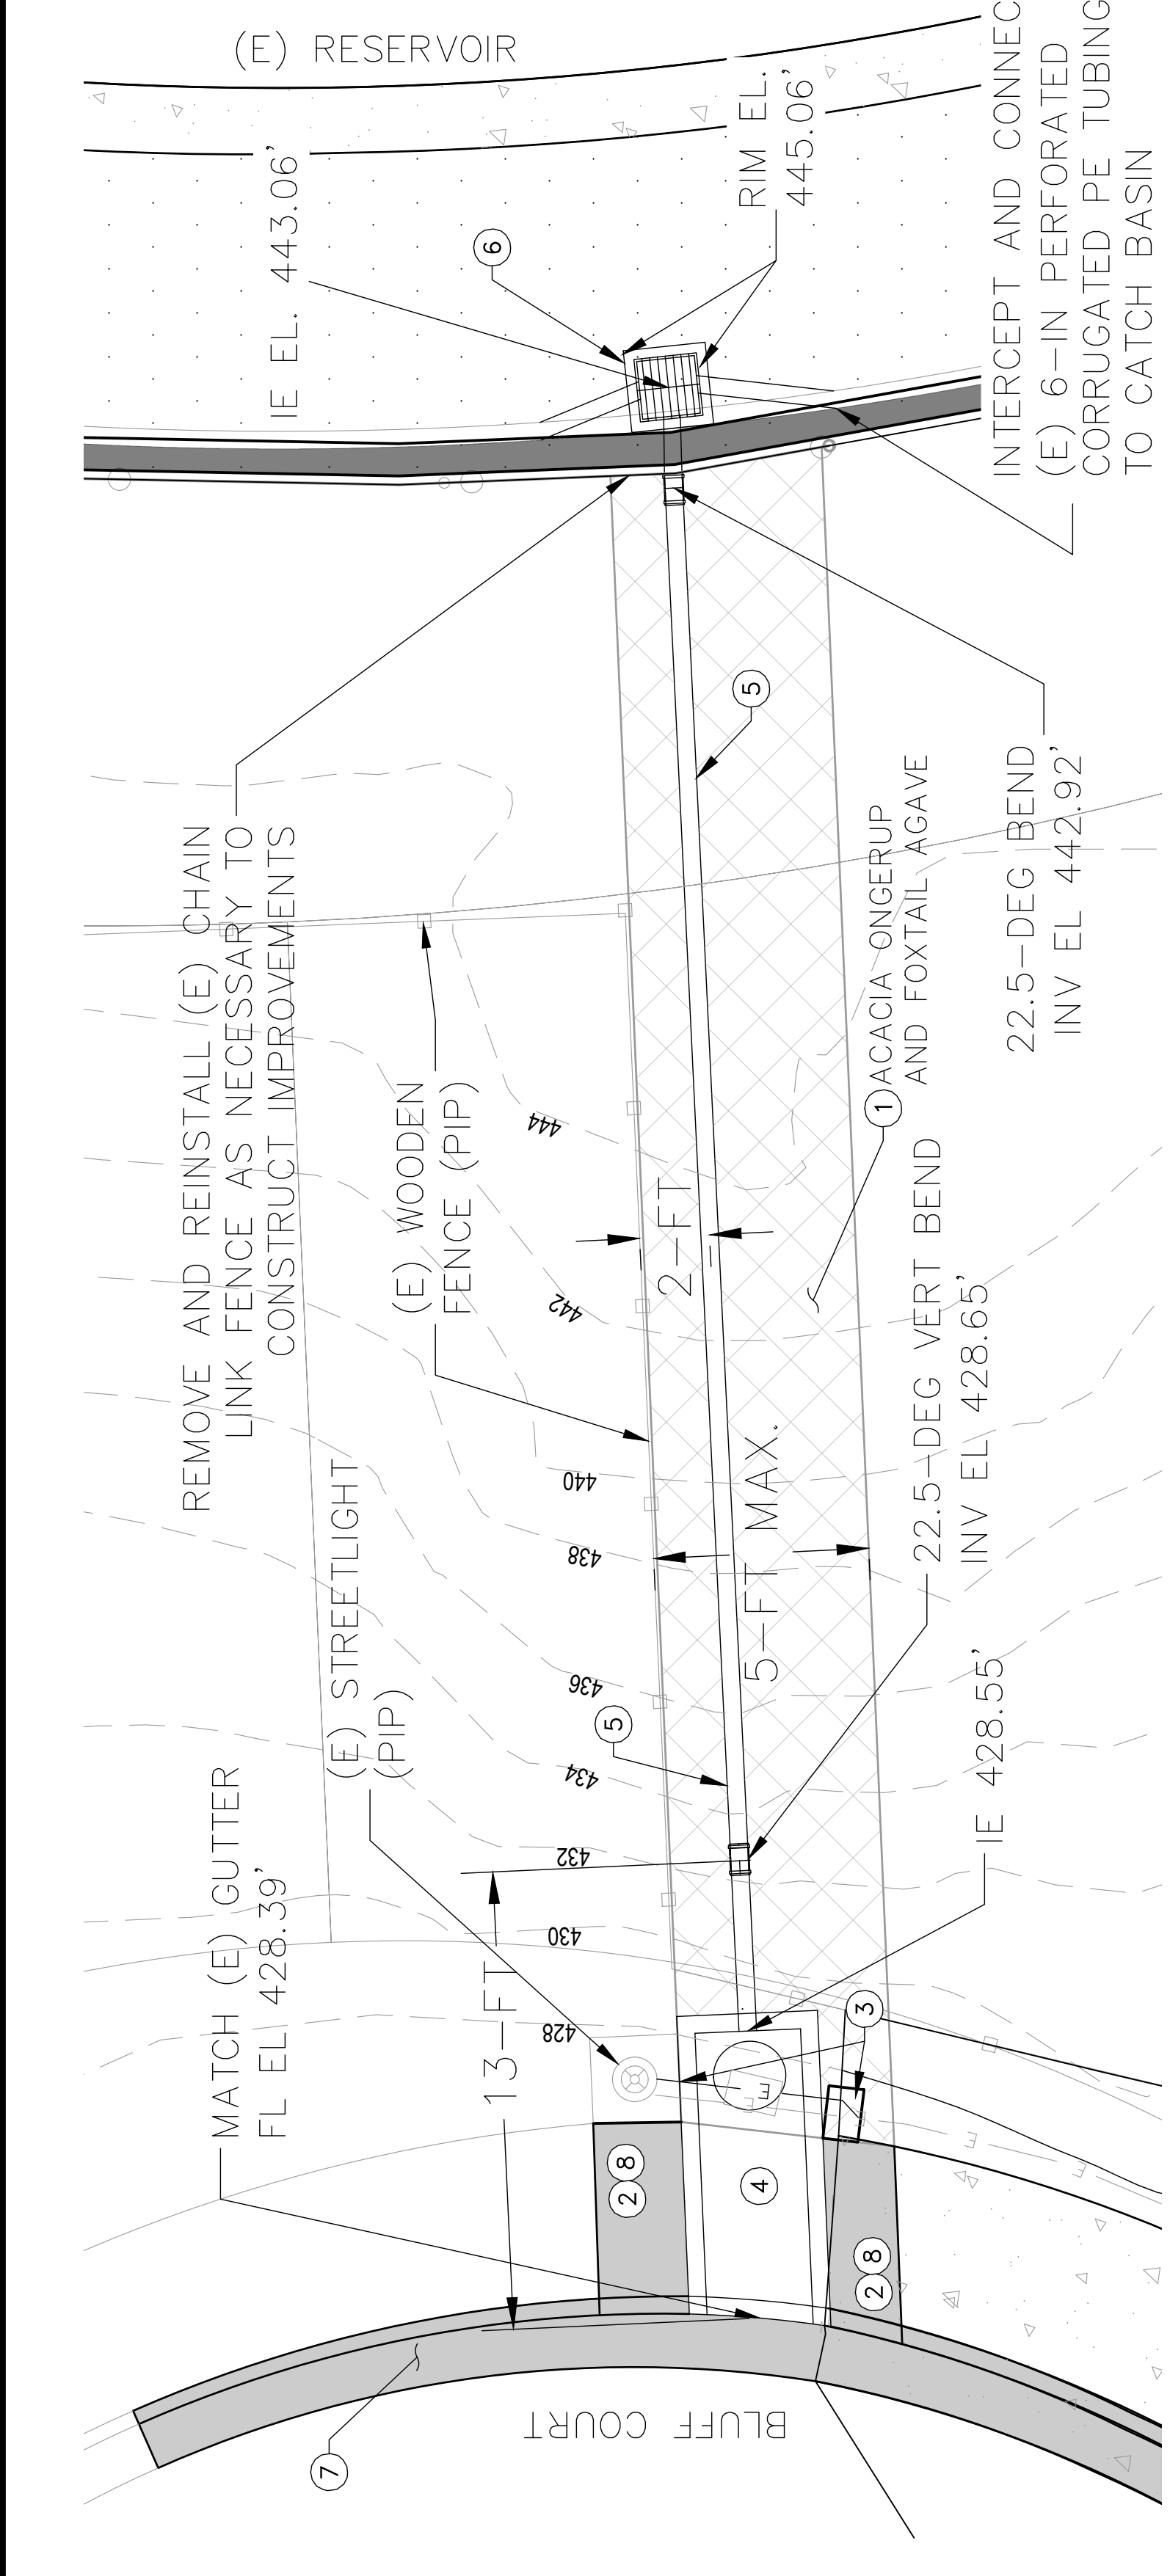 (E) RESERVOIR
IE EL. 443.06'
6
RIM EL.
445.06'
INTERCEPT AND CONNEC
(E) 6-IN PERFORATED
CORRUGATED PE TUBING
TO CATCH BASIN
REMOVE AND REINSTALL (E) CHAIN
LINK FENCE AS NECESSARY TO
CONSTRUCT IMPROVEMENTS
5
22.5-DEG BEND
INV EL 442.92'
1 ACACIA ONGERUP
AND FOXTAIL AGAVE
(E) WOODEN
FENCE (PIP)
444
2-FT
442
22.5-DEG VERT BEND
INV EL 428.65'
440
5-FT MAX.
438
(E) STREETLIGHT
(PIP)
436
5
434
IE 428.55'
MATCH (E) GUTTER
FL EL 428.39'
432
430
13-FT
428
3
E
E
E
E
2 8
4
2 8
7
BLUFF COURT